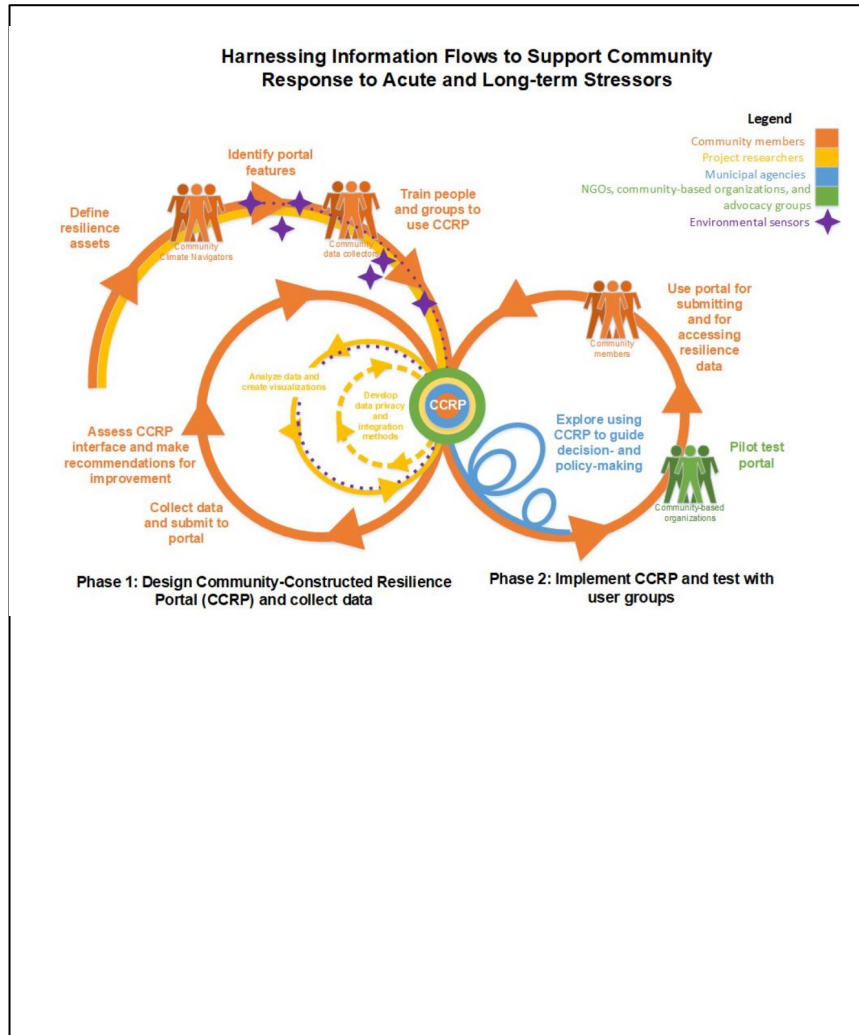 Harnessing Information Flows to Support Community
Response to Acute and Long-term Stressors
Legend
Community members
Project researchers
Municipal agencies
NGOs, community-based organizations, and
advocacy groups
Environmental sensors
Identify portal
features
Define
resilience
assets
Community
Climate Navigators
Community
data collectors
Train people
and groups to
use CCRP
Community
members
Use portal for
submitting
and for
accessing
resilience
data
Analyze data and
create visualizations
Develop
data privacy
and
integration
methods
CCRP
Assess CCRP
interface and make
recommendations for
improvement
Collect data
and submit to
portal
Explore using
CCRP to guide
decision- and
policy-making
Pilot test
portal
Community-based
organizations
Phase 1: Design Community-Constructed Resilience
Portal (CCRP) and collect data
Phase 2: Implement CCRP and test with
user groups